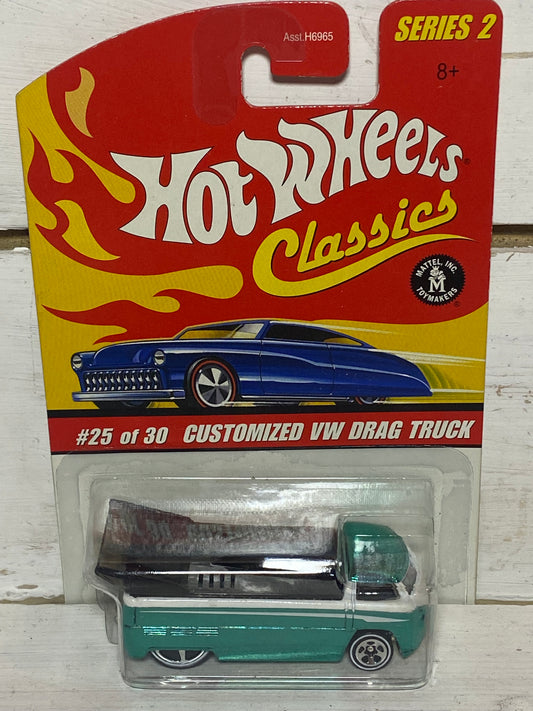 Asst.H6965
SERIES 2
8+
HOT WHEELS®
Classics
MATTEL, INC.
M
TOYMAKERS
®
#25 of 30 CUSTOMIZED VW DRAG TRUCK